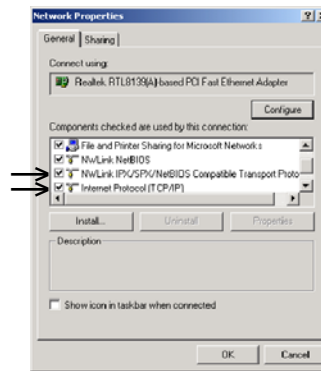 Network Properties
General Sharing
Connect using:
Realtek RTL8139(A)-based PCI Fast Ethernet Adapter
Configure
Components checked are used by this connection:
File and Printer Sharing for Microsoft Networks
NWLink NetBIOS
NWLink IPX/SPX/NetBIOS Compatible Transport Proto
Internet Protocol (TCP/IP)
Install... Uninstall Properties
Description
Show icon in taskbar when connected
OK Cancel